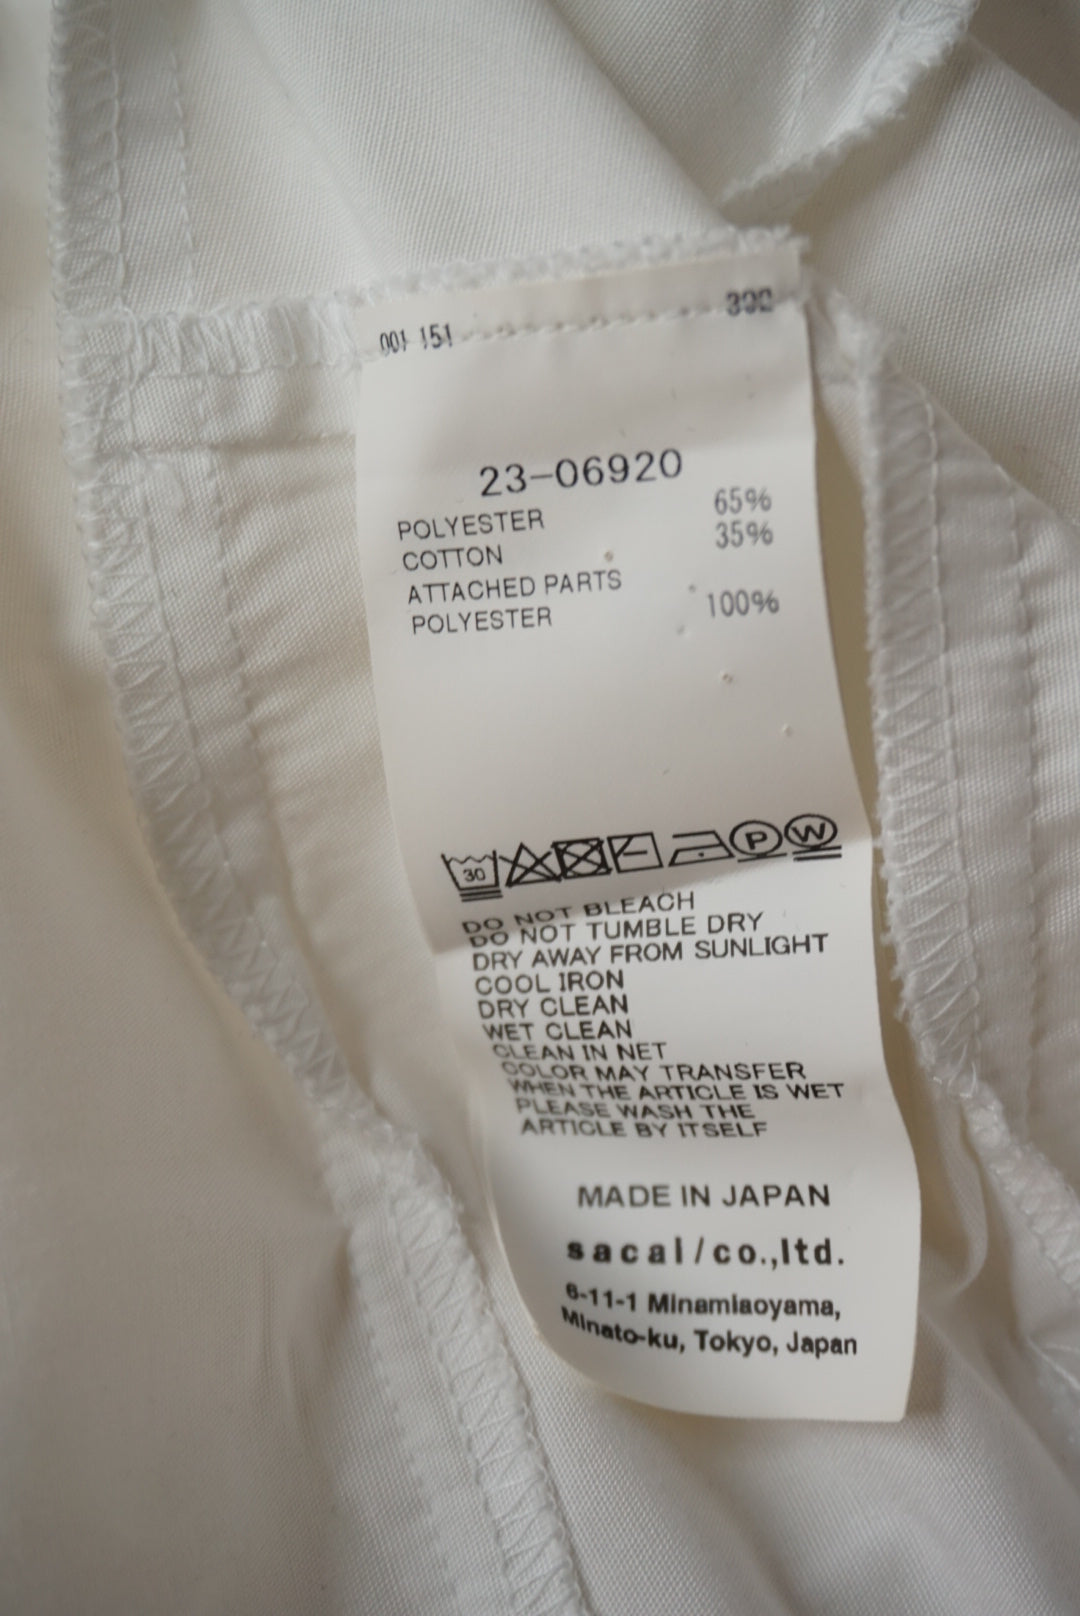 001 151 300
23-06920
POLYESTER 65%
COTTON 35%
ATTACHED PARTS
POLYESTER 100%
30 P W
DO NOT BLEACH
DO NOT TUMBLE DRY
DRY AWAY FROM SUNLIGHT
COOL IRON
DRY CLEAN
WET CLEAN
CLEAN IN NET
COLOR MAY TRANSFER
WHEN THE ARTICLE IS WET
PLEASE WASH THE
ARTICLE BY ITSELF
MADE IN JAPAN
sacai/co.,ltd.
6-11-1 Minamiaoyama,
Minato-ku, Tokyo, Japan